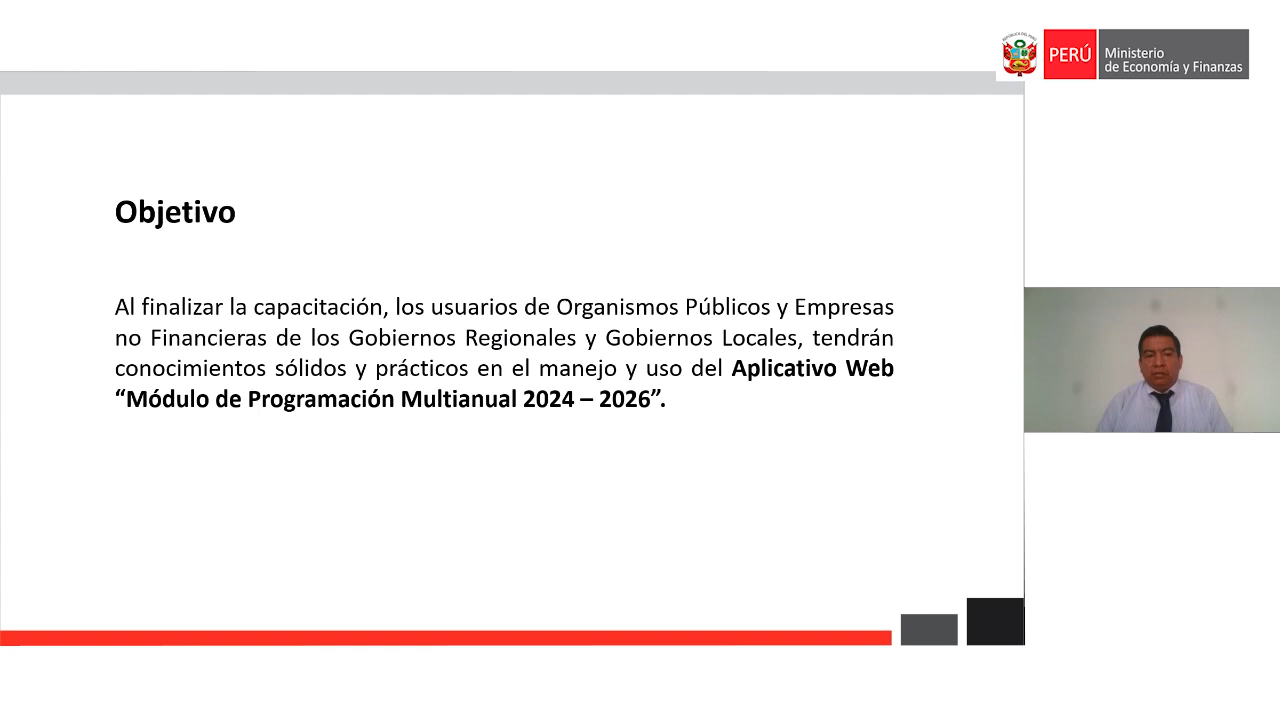 PERÚ
Ministerio
de Economía y Finanzas
Objetivo
Al finalizar la capacitación, los usuarios de Organismos Públicos y Empresas
no Financieras de los Gobiernos Regionales y Gobiernos Locales, tendrán
conocimientos sólidos y prácticos en el manejo y uso del Aplicativo Web
“Módulo de Programación Multianual 2024 – 2026”.